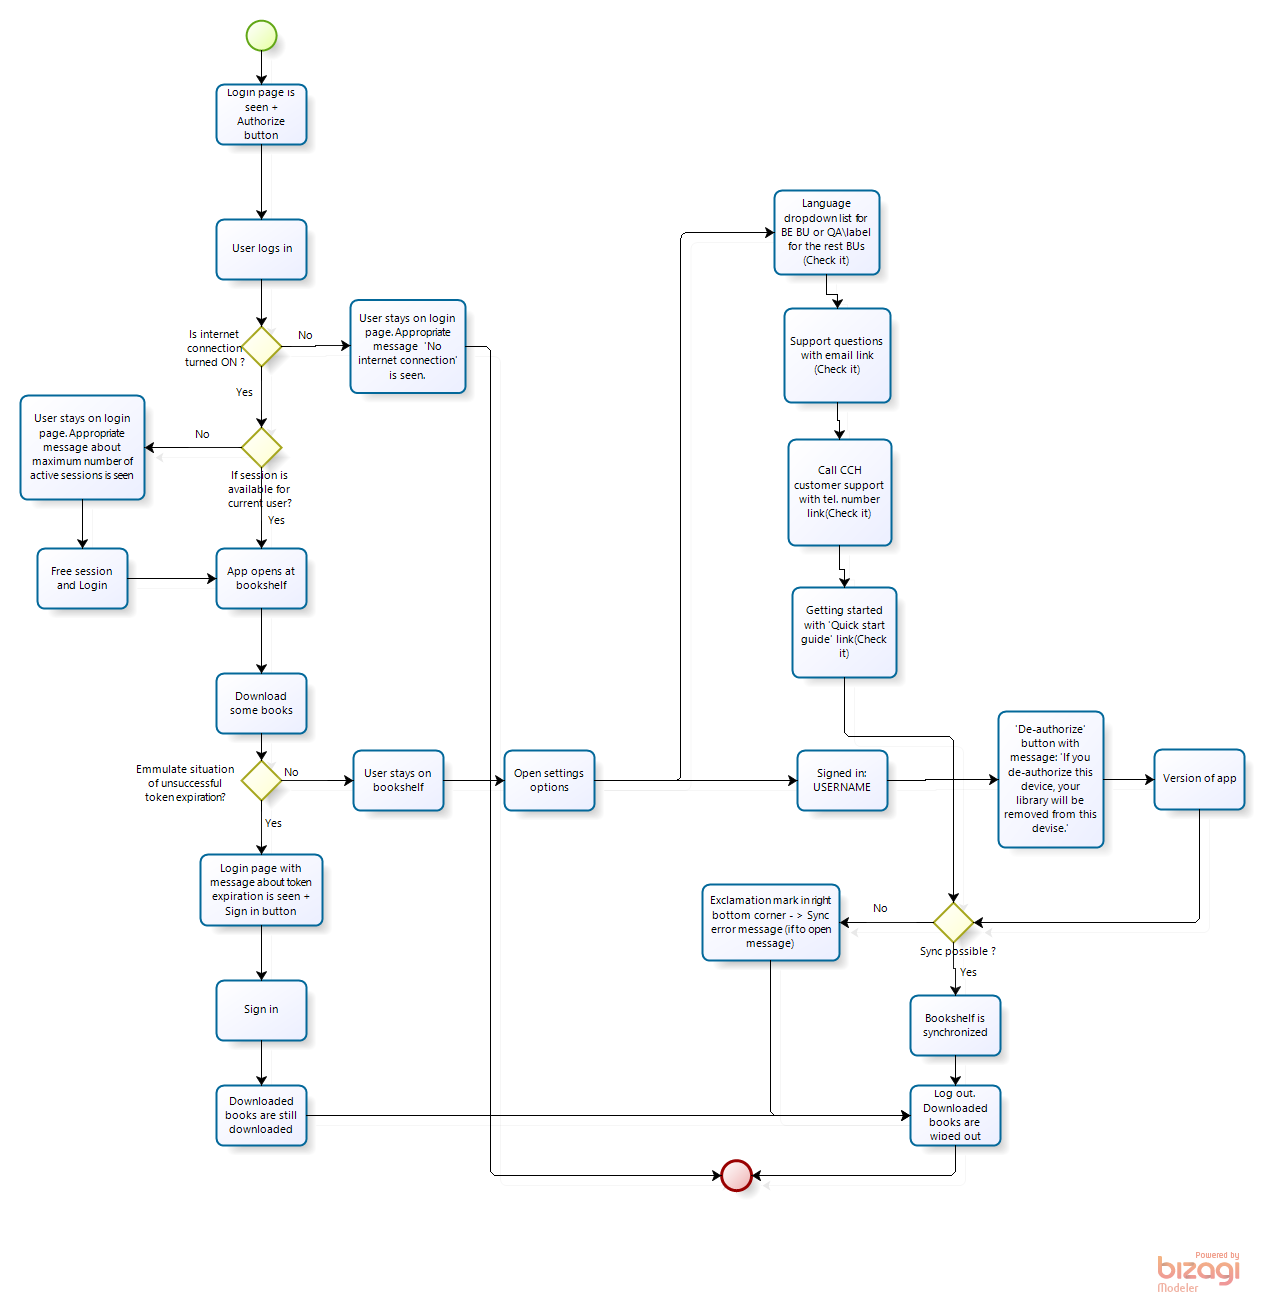 Login page is
seen +
Authorize
button
User logs in
Is internet
connection
turned ON ?
No
User stays on login
page. Appropriate
message 'No
internet connection'
is seen.
Yes
User stays on login
page. Appropriate
message about
maximum number of
active sessions is seen
No
If session is
available for
current user?
Yes
Free session
and Login
App opens at
bookshelf
Download
some books
Emmulate situation
of unsuccessful
token expiration?
No
User stays on
bookshelf
Open settings
options
Yes
Login page with
message about token
expiration is seen +
Sign in button
Sign in
Downloaded
books are still
downloaded
Language
dropdown list for
BE BU or QA\label
for the rest BUs
(Check it)
Support questions
with email link
(Check it)
Call CCH
customer support
with tel. number
link(Check it)
Getting started
with 'Quick start
guide' link(Check
it)
Signed in:
USERNAME
'De-authorize'
button with
message: 'If you
de-authorize this
device, your
library will be
removed from this
devise.'
Version of app
Exclamation mark in right
bottom corner - > Sync
error message (if to open
message)
No
Sync possible ?
Yes
Bookshelf is
synchronized
Log out.
Downloaded
books are
wiped out
Powered by
bizagi
Modeler